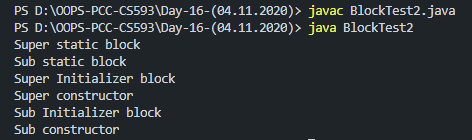 PS D:\OOPS-PCC-CS593\Day-16-(04.11.2020)> javac BlockTest2.java
PS D:\OOPS-PCC-CS593\Day-16-(04.11.2020)> java BlockTest2
Super static block
Sub static block
Super Initializer block
Super constructor
Sub Initializer block
Sub constructor